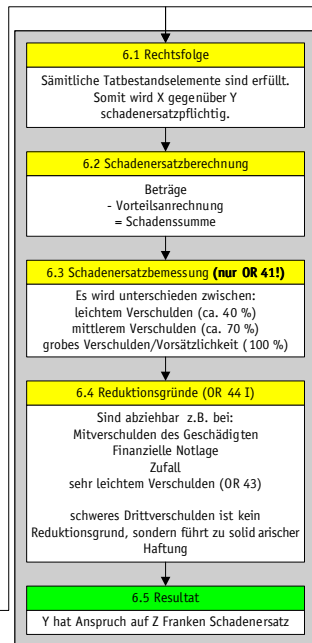 6.1 Rechtsfolge
Sämitliche Tatbestandselemente sind erfüllt.
Somit wird X gegenüber Y
schadenersatzpflichtig.
6.2 Schadenersatzberechnung
Beträge
- Vorteilsanrechnung
= Schadenssumme
6.3 Schadenersatzbemessung (nur OR 41!)
Es wird unterschieden zwischen:
leichtem Verschulden (ca. 40 %)
mittlerem Verschulden (ca. 70 %)
grobes Verschulden/Vorsätzlichkeit (100 %)
6.4 Reduktionsgründe (OR 44 I)
Sind abziehbar z.B. bei:
Mitverschulden des Geschädigten
Finanzielle Notlage
Zufall
sehr leichtem Verschulden (OR 43)
schweres Drittverschulden ist kein
Reduktionsgrund, sondern führt zu solidarischer
Haftung
6.5 Resultat
Y hat Anspruch auf Z Franken Schadenersatz